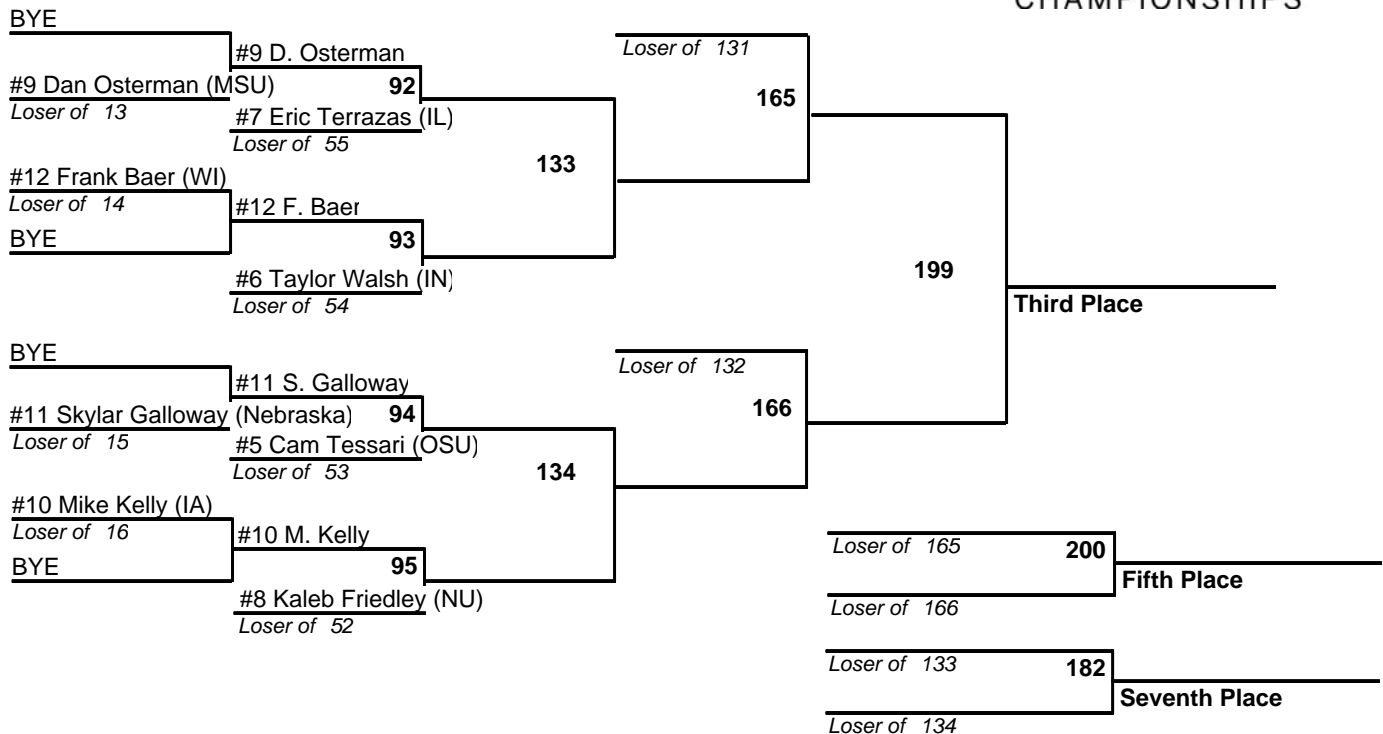 CHAMPIONSHIPS
BYE
#9 D. Osterman
Loser of 131
#9 Dan Osterman (MSU)
92
165
Loser of 13
#7 Eric Terrazas (IL)
Loser of 55
133
#12 Frank Baer (WI)
Loser of 14
#12 F. Baer
BYE
93
#6 Taylor Walsh (IN)
Loser of 54
199
Third Place
BYE
Loser of 132
#11 S. Galloway
#11 Skylar Galloway (Nebraska)
94
166
Loser of 15
#5 Cam Tessari (OSU)
Loser of 53
134
#10 Mike Kelly (IA)
Loser of 16
#10 M. Kelly
BYE
95
#8 Kaleb Friedley (NU)
Loser of 52
Loser of 165
200
Fifth Place
Loser of 166
Loser of 133
182
Seventh Place
Loser of 134